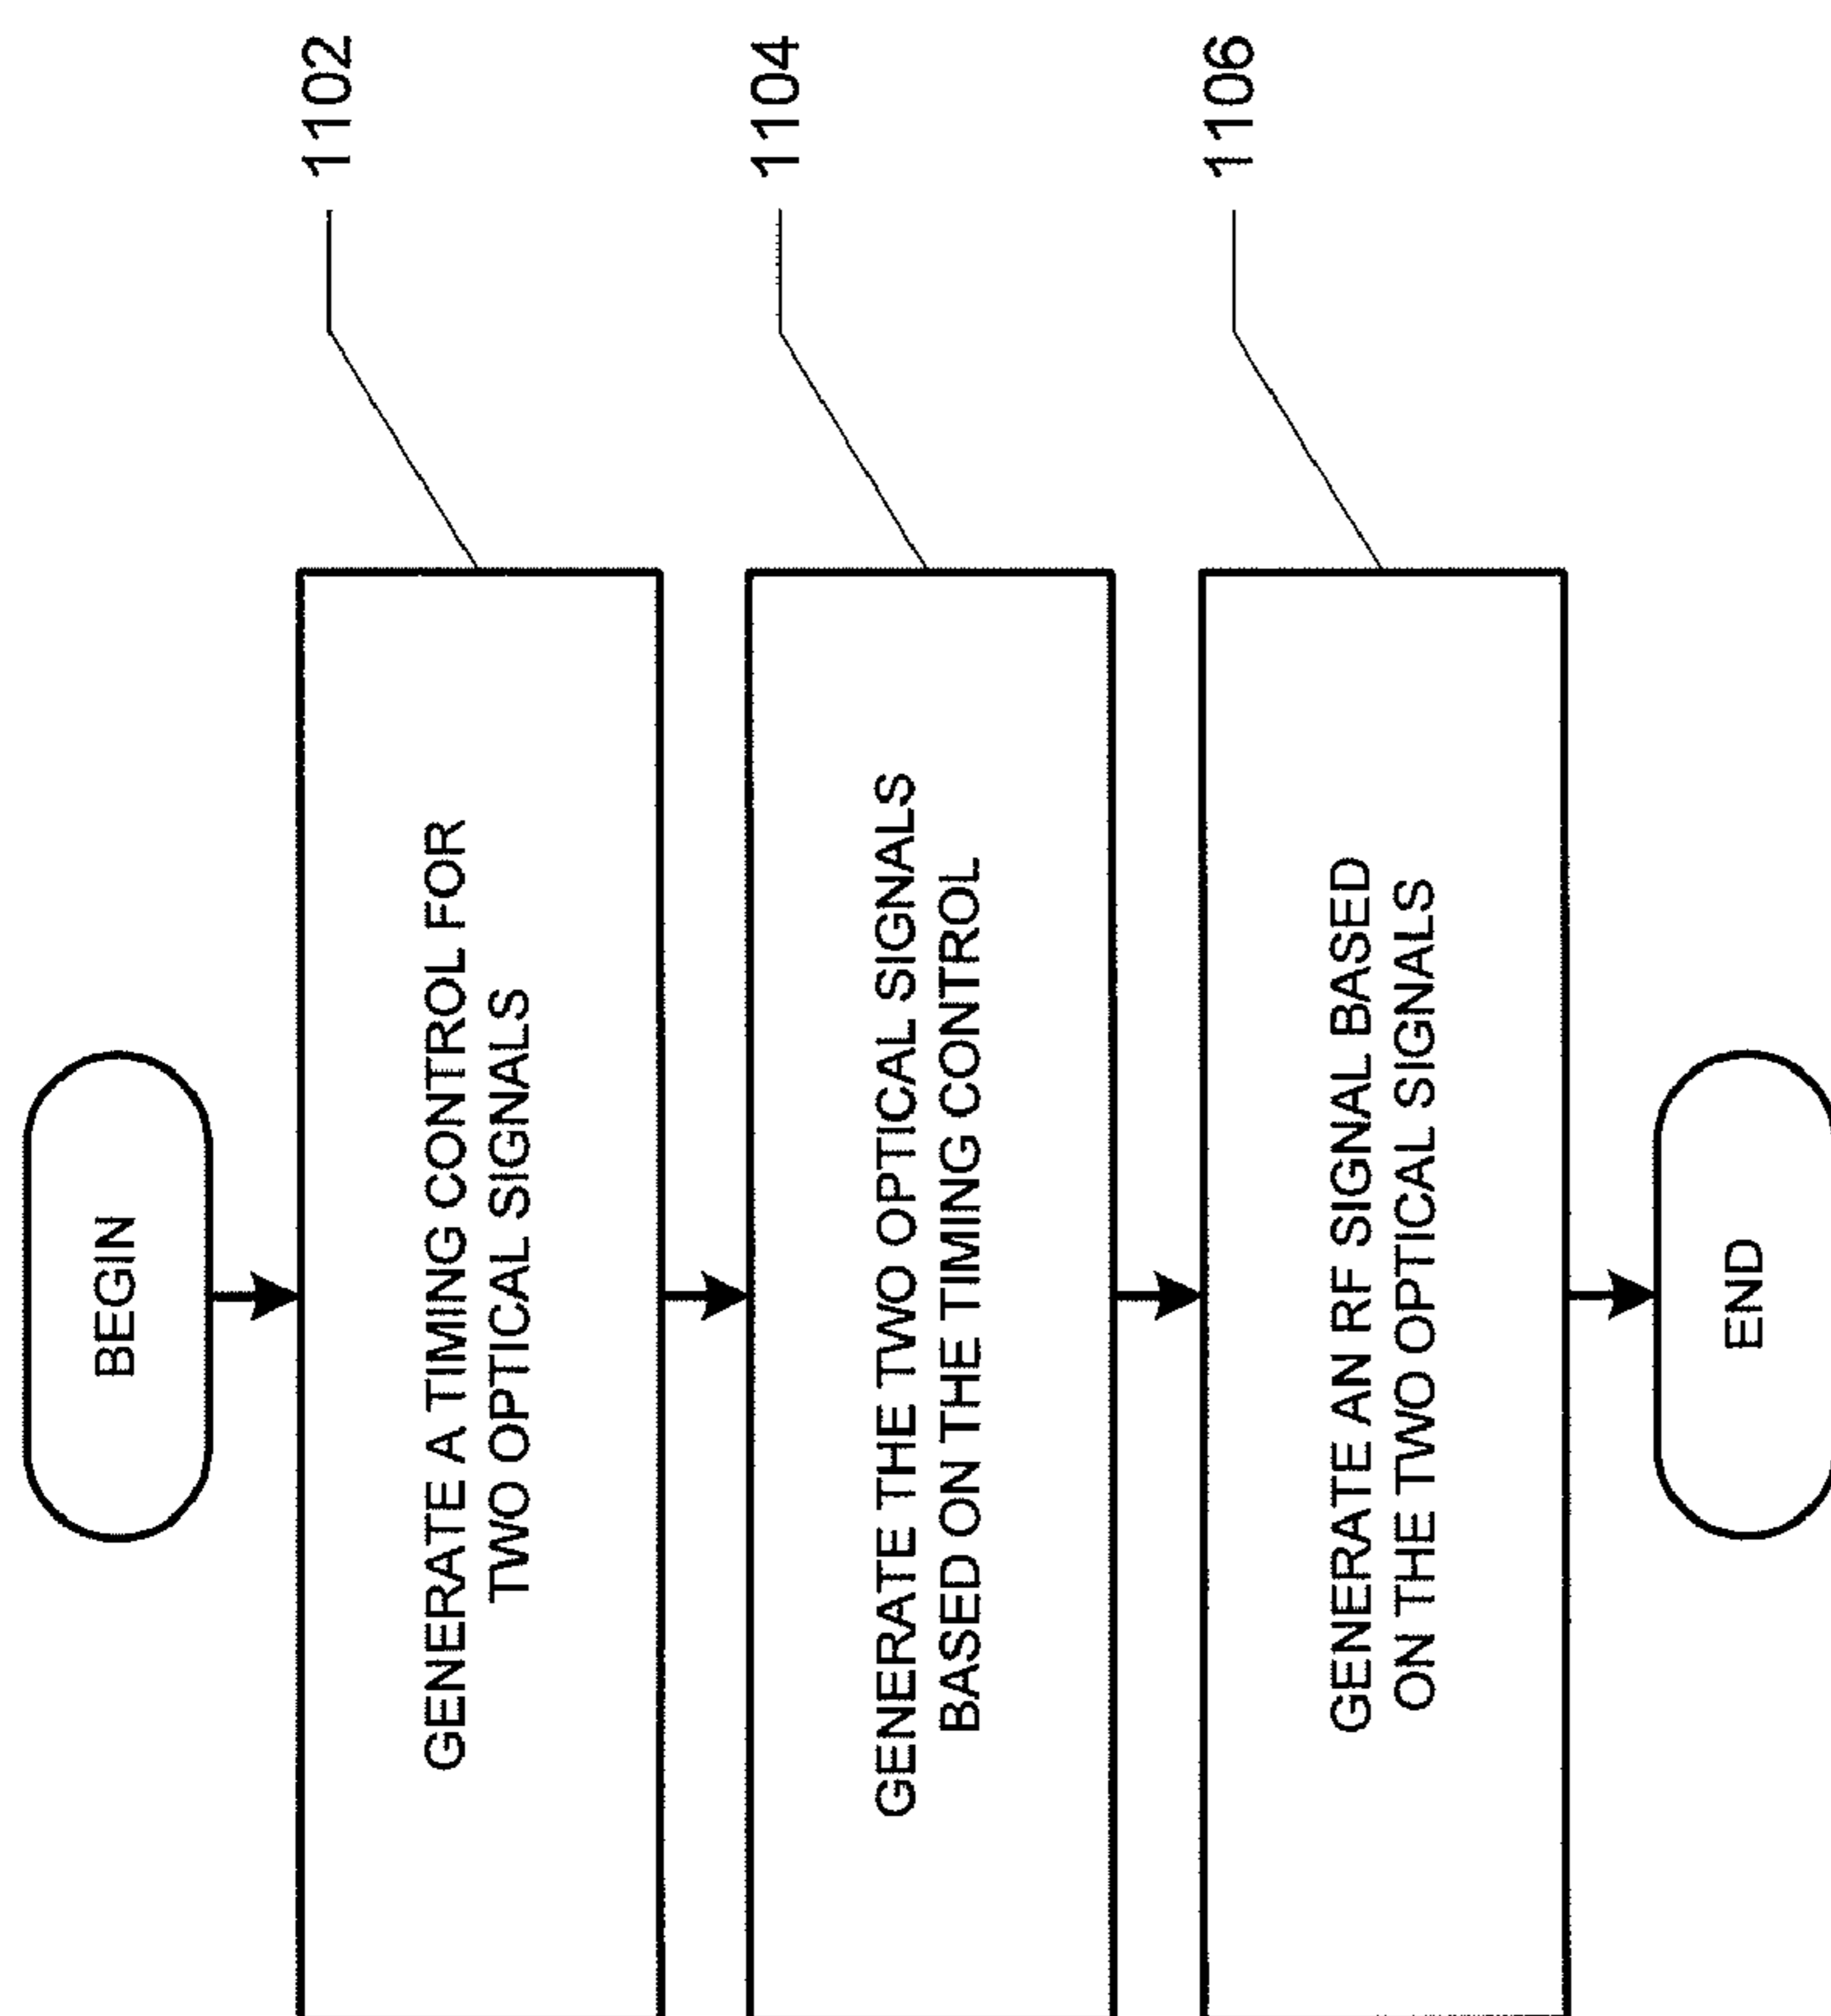 BEGIN
1102
GENERATE A TIMING CONTROL FOR
TWO OPTICAL SIGNALS
1104
GENERATE THE TWO OPTICAL SIGNALS
BASED ON THE TIMING CONTROL
1106
GENERATE AN RF SIGNAL BASED
ON THE TWO OPTICAL SIGNALS
END